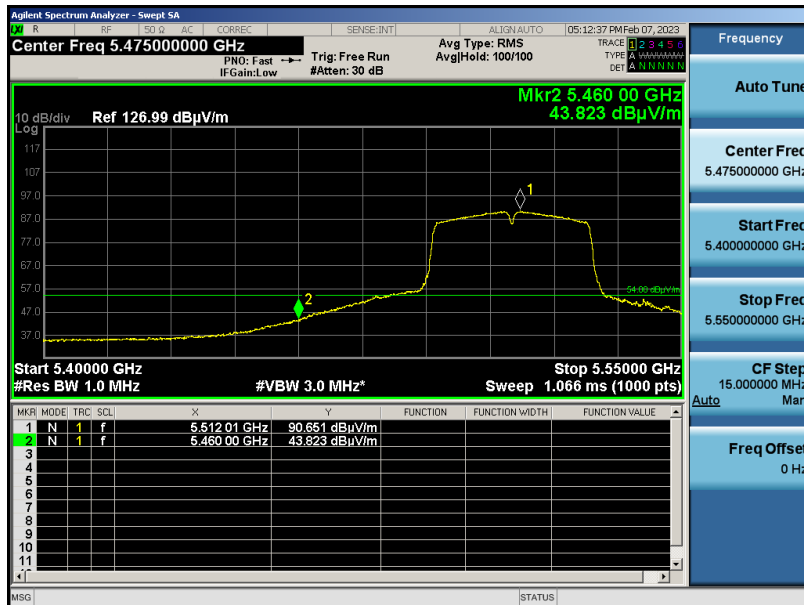 Agilent Spectrum Analyzer - Swept SA
LXI R RF 50 Ω AC CORREC SENSE:INT ALIGN AUTO 05:12:37 PM Feb 07, 2023
Center Freq 5.475000000 GHz
PNO: Fast
IFGain:Low
Trig: Free Run
#Atten: 30 dB
Avg Type: RMS
Avg|Hold: 100/100
TRACE 1 2 3 4 5 6
TYPE A WWWWW
DET A N N N N N
Mkr2 5.460 00 GHz
43.823 dBµV/m
10 dB/div Ref 126.99 dBµV/m
Log
117
107
97.0
87.0
77.0
67.0
57.0
47.0
37.0
1
2
54.00 dBµV/m
Start 5.40000 GHz Stop 5.55000 GHz
#Res BW 1.0 MHz #VBW 3.0 MHz* Sweep 1.066 ms (1000 pts)
MKR MODE TRC SCL X Y FUNCTION FUNCTION WIDTH FUNCTION VALUE
1 N 1 f 5.512 01 GHz 90.651 dBµV/m
2 N 1 f 5.460 00 GHz 43.823 dBµV/m
3
4
5
6
7
8
9
10
11
MSG STATUS
Frequency
Auto Tune
Center Freq
5.475000000 GHz
Start Freq
5.400000000 GHz
Stop Freq
5.550000000 GHz
CF Step
15.000000 MHz
Auto Man
Freq Offset
0 Hz